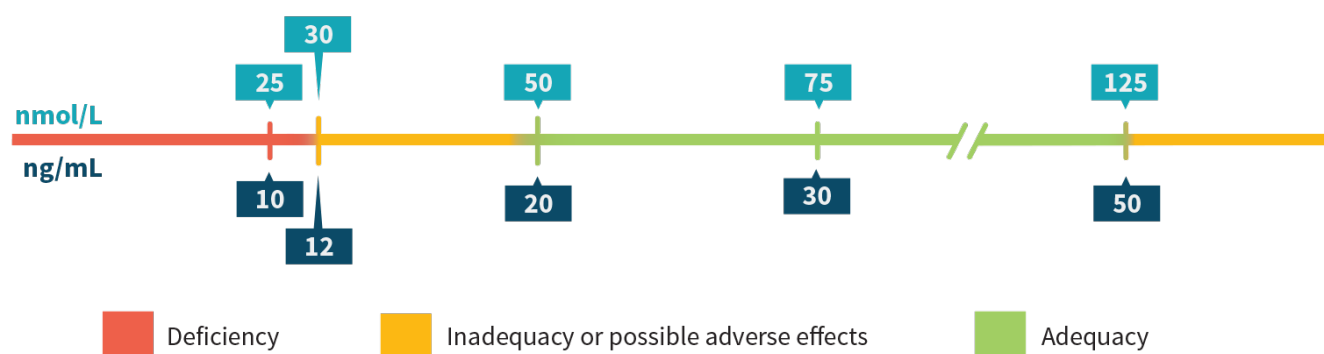 30
25
50
75
125
nmol/L
ng/mL
10
20
30
50
12
Deficiency
Inadequacy or possible adverse effects
Adequacy